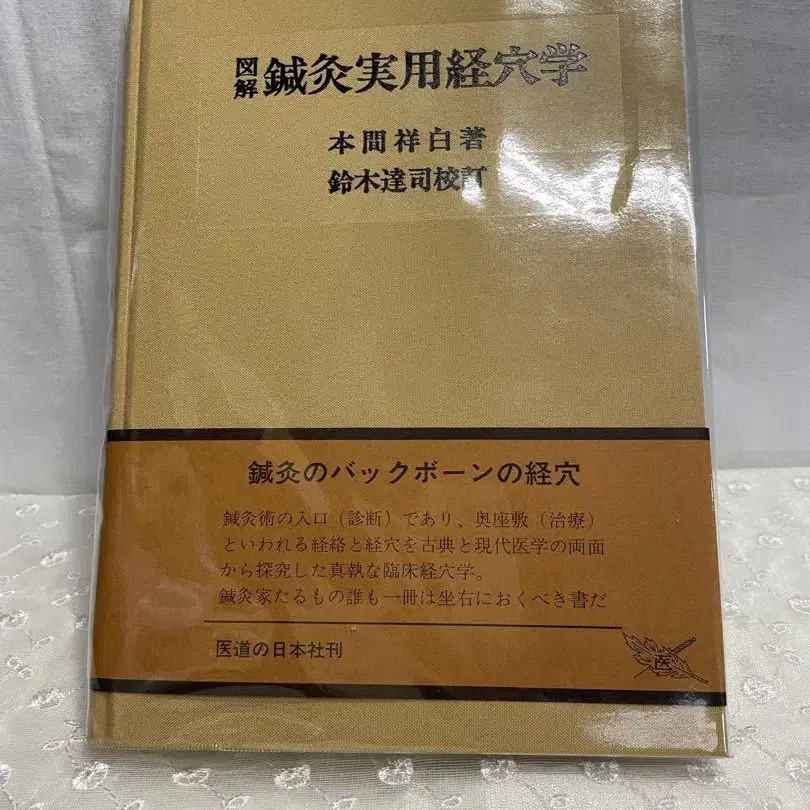 図解 鍼灸実用経穴学
本間祥白著
鈴木達司校訂
鍼灸のバックボーンの経穴
鍼灸術の入口（診断）であり、奥座敷（治療）
といわれる経絡と経穴を古典と現代医学の両面
から探究した真執な臨床経穴学。
鍼灸家たるもの誰も一冊は坐右におくべき書だ
医道の日本社刊
医